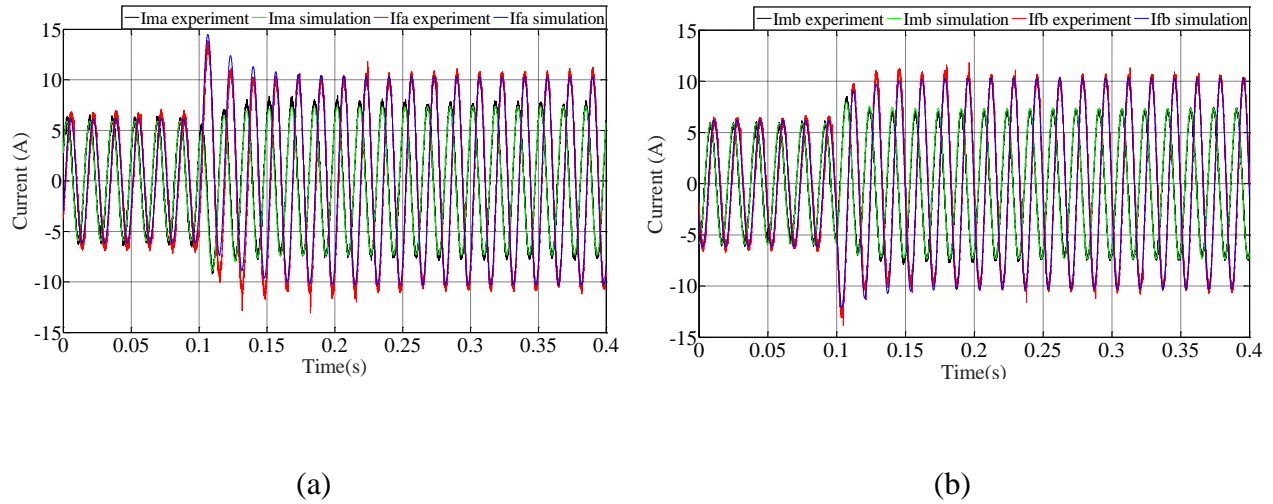 Ima experiment Ima simulation Ifa experiment Ifa simulation
15
10
5
0
-5
-10
-15
Current (A)
0 0.05 0.1 0.15 0.2 0.25 0.3 0.35 0.4
Time(s)
(a)
Imb experiment Imb simulation Ifb experiment Ifb simulation
15
10
5
0
-5
-10
-15
Current (A)
0 0.05 0.1 0.15 0.2 0.25 0.3 0.35 0.4
Time(s)
(b)